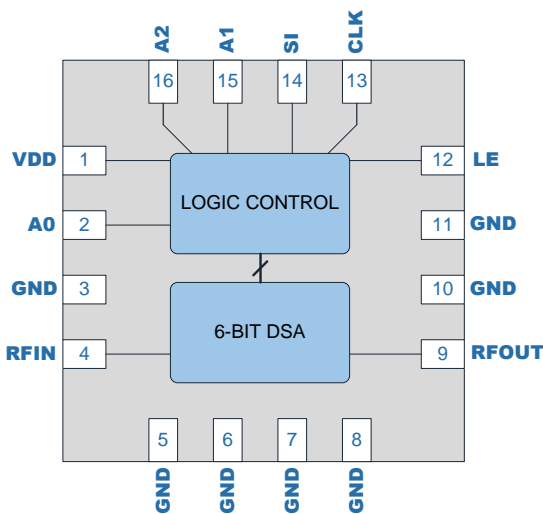 A2 A1 SI CLK
16 15 14 13
VDD 1 12 LE
LOGIC CONTROL
A0 2 11 GND
GND 3 10 GND
6-BIT DSA
RFIN 4 9 RFOUT
5 6 7 8
GND GND GND GND